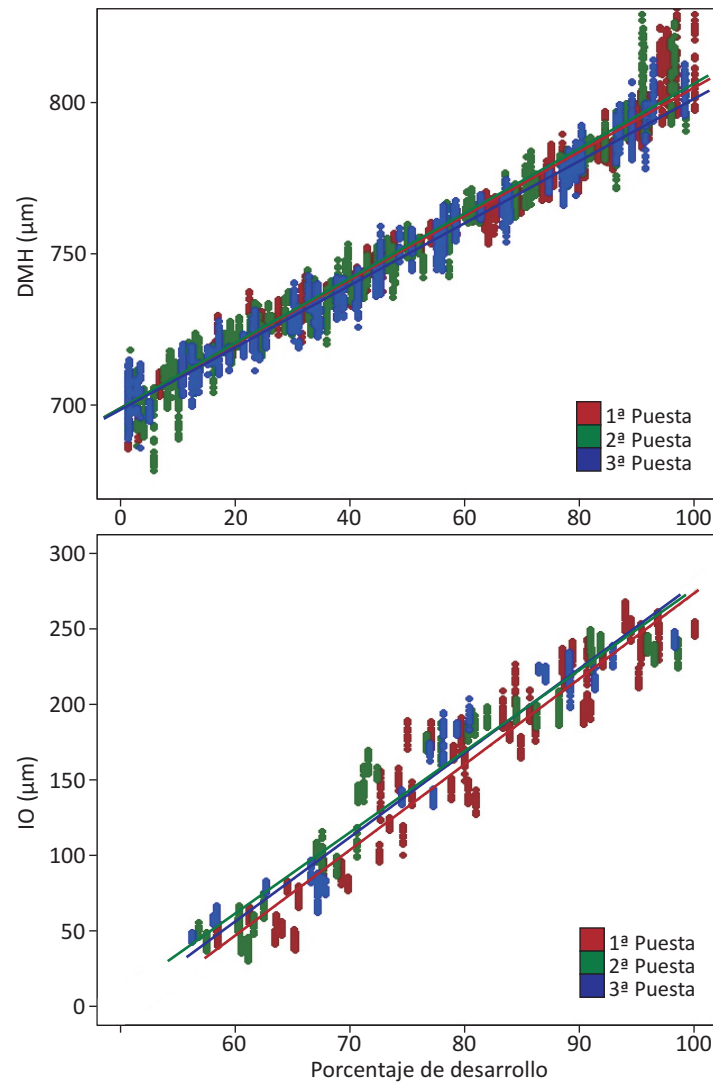 DMH (µm)
800
750
700
1ª Puesta
2ª Puesta
3ª Puesta
0 20 40 60 80 100
IO (µm)
300
250
200
150
100
50
0
1ª Puesta
2ª Puesta
3ª Puesta
60 70 80 90 100
Porcentaje de desarrollo